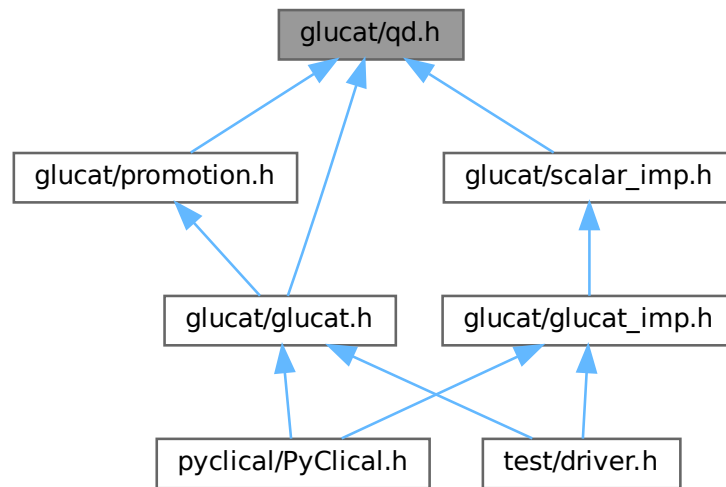 glucat/qd.h
glucat/promotion.h
glucat/scalar_imp.h
glucat/glucat.h
glucat/glucat_imp.h
pyclical/PyClical.h
test/driver.h